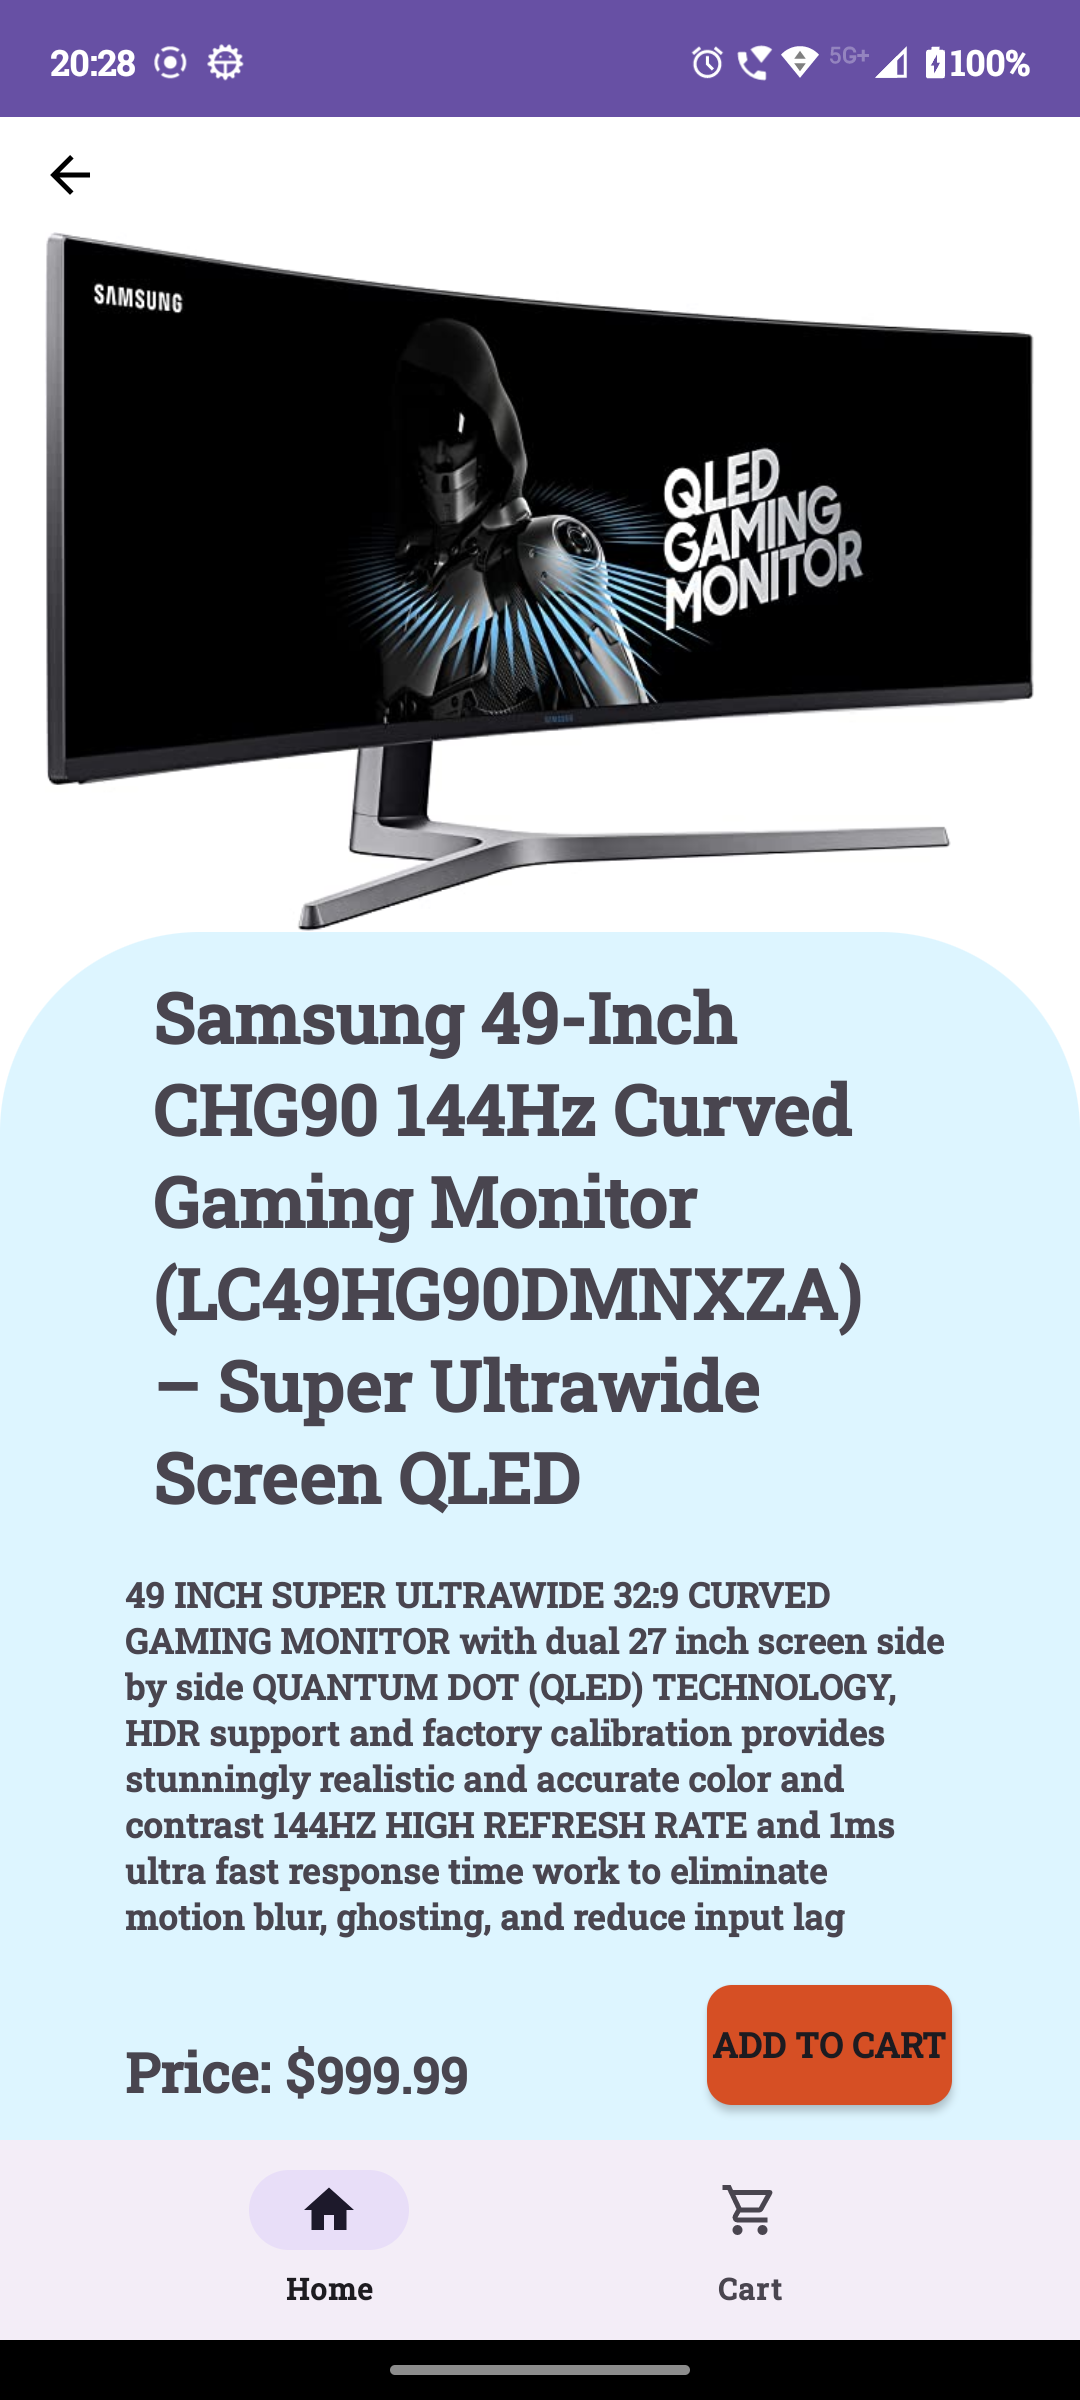 20:28
5G+
100%
SAMSUNG
QLED
GAMING
MONITOR
SAMSUNG
Samsung 49-Inch
CHG90 144Hz Curved
Gaming Monitor
(LC49HG90DMNXZA)
– Super Ultrawide
Screen QLED
49 INCH SUPER ULTRAWIDE 32:9 CURVED
GAMING MONITOR with dual 27 inch screen side
by side QUANTUM DOT (QLED) TECHNOLOGY,
HDR support and factory calibration provides
stunningly realistic and accurate color and
contrast 144HZ HIGH REFRESH RATE and 1ms
ultra fast response time work to eliminate
motion blur, ghosting, and reduce input lag
ADD TO CART
Price: $999.99
Home
Cart